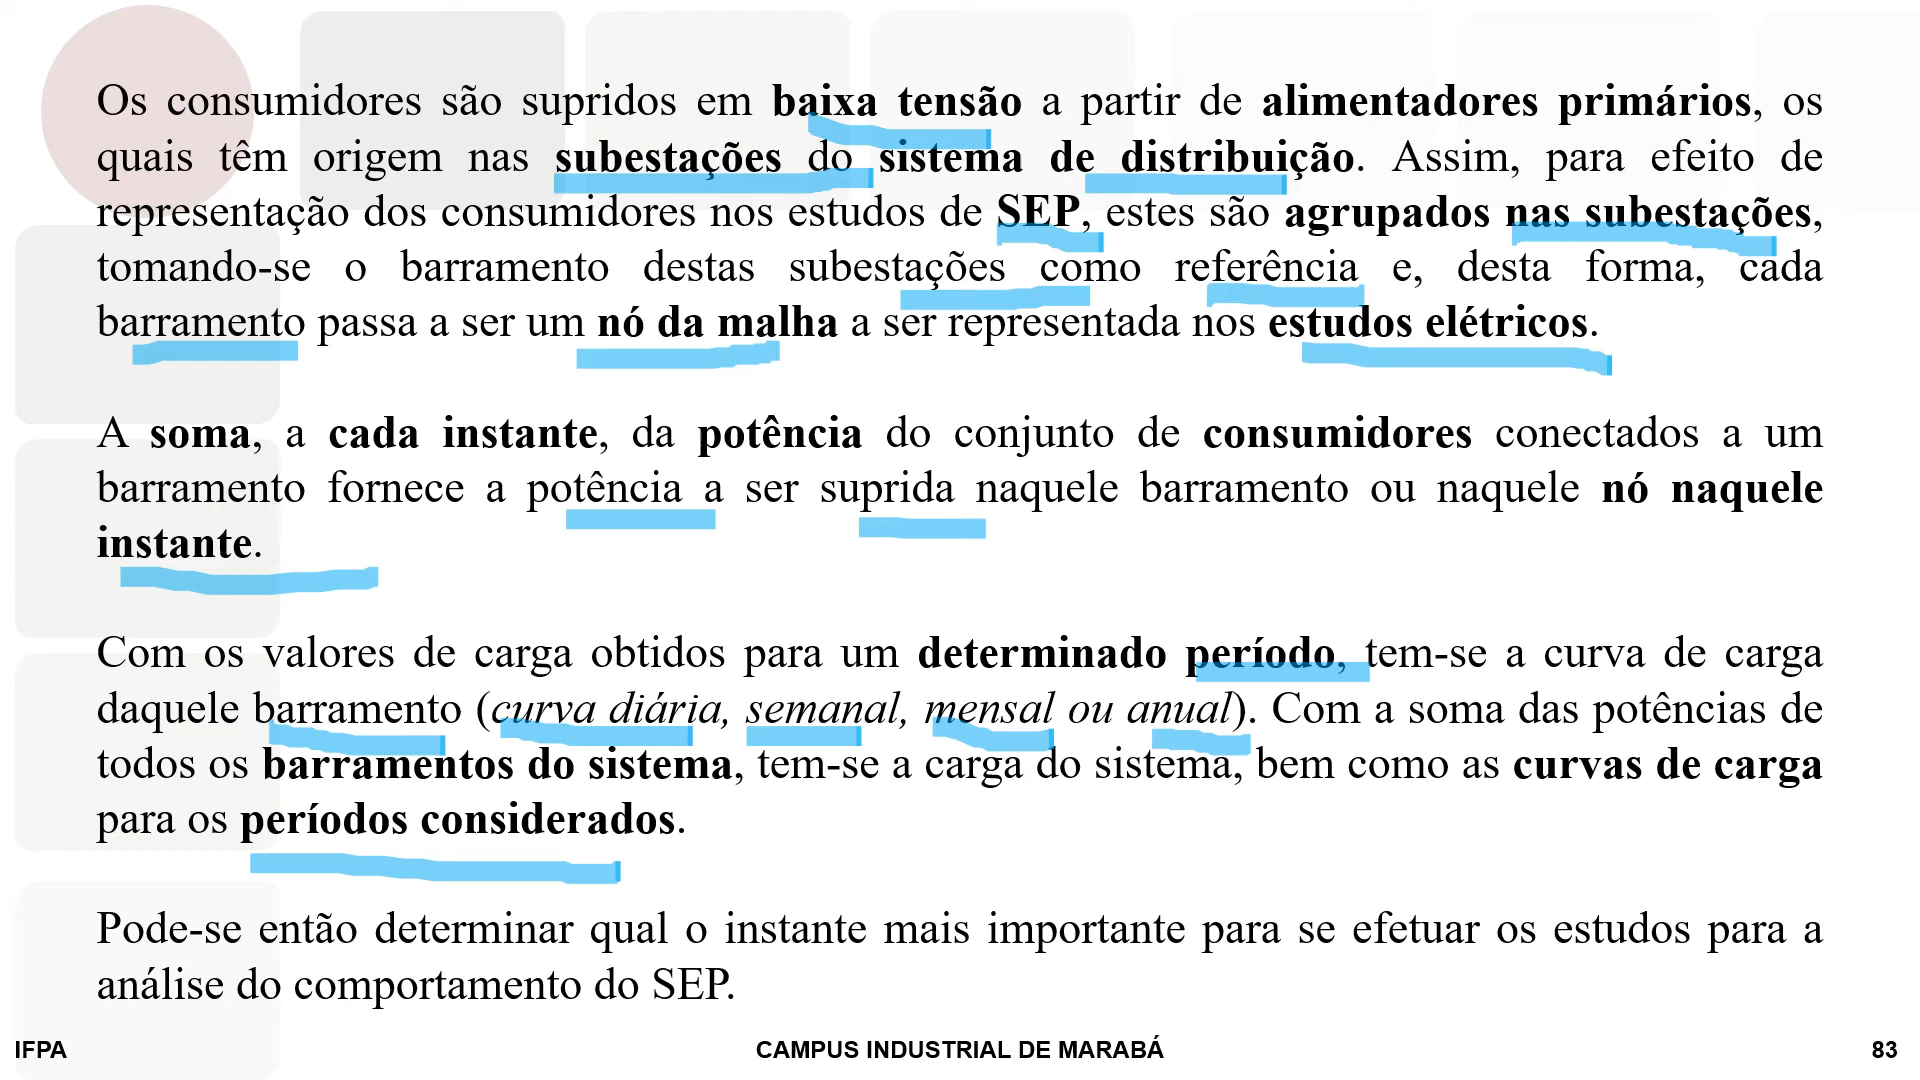 Os consumidores são supridos em baixa tensão a partir de alimentadores primários, os
quais têm origem nas subestações do sistema de distribuição. Assim, para efeito de
representação dos consumidores nos estudos de SEP, estes são agrupados nas subestações,
tomando-se o barramento destas subestações como referência e, desta forma, cada
barramento passa a ser um nó da malha a ser representada nos estudos elétricos.
A soma, a cada instante, da potência do conjunto de consumidores conectados a um
barramento fornece a potência a ser suprida naquele barramento ou naquele nó naquele
instante.
Com os valores de carga obtidos para um determinado período, tem-se a curva de carga
daquele barramento (curva diária, semanal, mensal ou anual). Com a soma das potências de
todos os barramentos do sistema, tem-se a carga do sistema, bem como as curvas de carga
para os períodos considerados.
Pode-se então determinar qual o instante mais importante para se efetuar os estudos para a
análise do comportamento do SEP.
IFPA
CAMPUS INDUSTRIAL DE MARABÁ
83